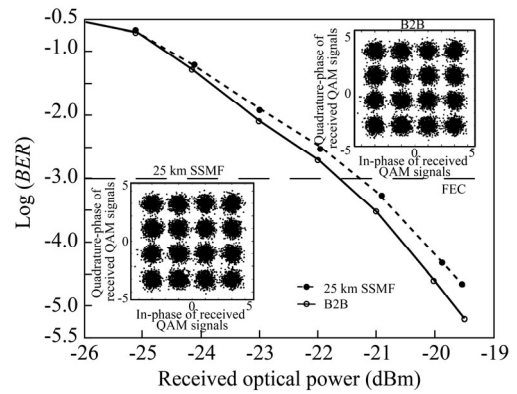 B2B
5
0
-5
0
5
Quadrature-phase of
received QAM signals
In-phase of received
QAM signals
FEC
25 km SSMF
5
0
-5
0
5
Quadrature-phase of
received QAM signals
In-phase of received
QAM signals
25 km SSMF
B2B
Log (BER)
-0.5
-1.0
-2.0
-3.0
-4.0
-5.0
-5.5
-26
-25
-24
-23
-22
-21
-20
-19
Received optical power (dBm)